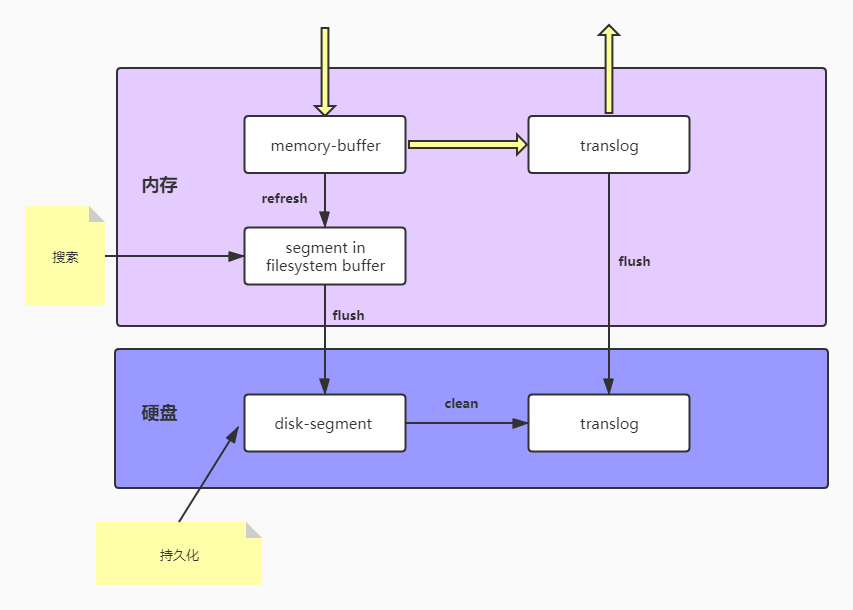 memory-buffer
translog
内存
refresh
搜索
segment in
filesystem buffer
flush
flush
硬盘
disk-segment
clean
translog
持久化